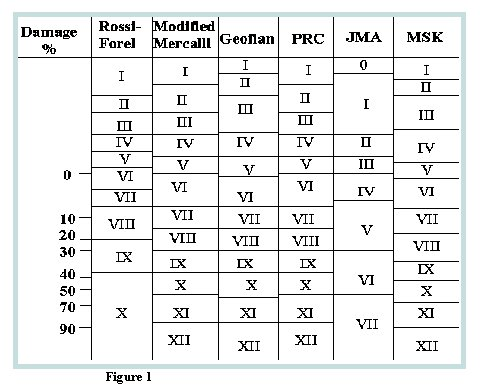 Damage % Rossi-Forel Modified Mercalli Geofian PRC JMA MSK
I I I I 0 I
II II II II I II
III III III III III
IV IV IV IV II IV
V V V V III V
0 VI VI VI VI IV VI
VII
10 VIII VII VII VII V VII
20 VIII VIII VIII VIII
30 IX IX IX IX VI IX
40
50 X X X X
70 X XI XI XI VII XI
90 XII XII XII XII
Figure 1